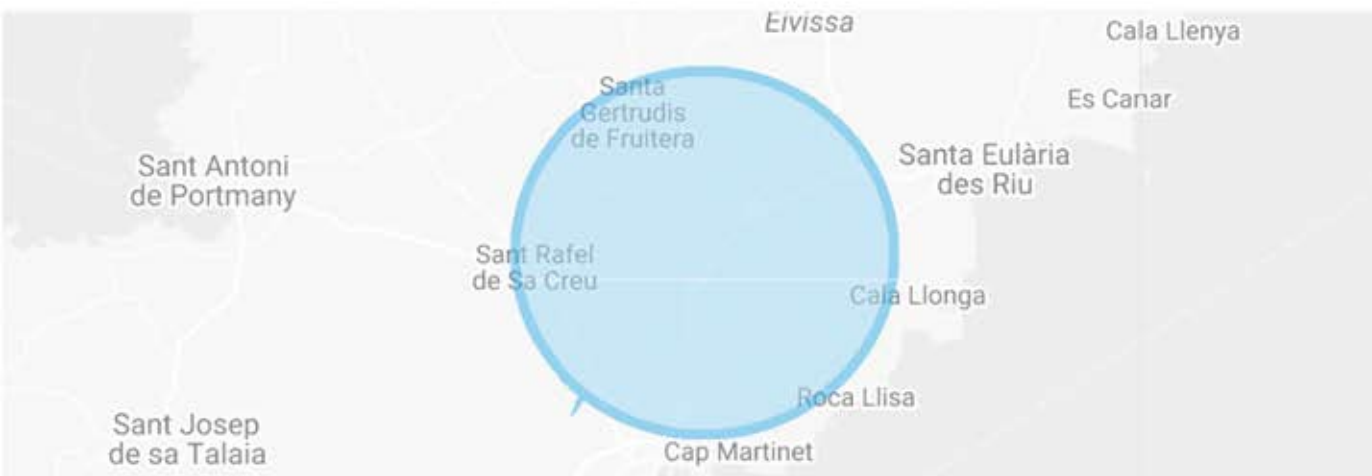 Eivissa
Cala Llenya
Santa
Gertrudis
de Fruitera
Es Canar
Sant Antoni
de Portmany
Santa Eulària
des Riu
Sant Rafel
de Sa Creu
Cala Llonga
Roca Llisa
Sant Josep
de sa Talaia
Cap Martinet